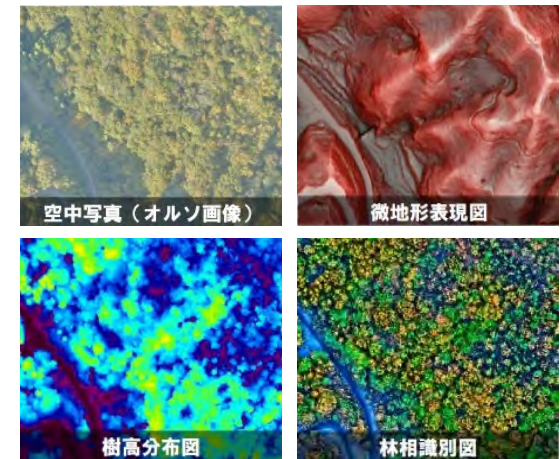 空中写真（オルソ画像）
微地形表現図
樹高分布図
林相識別図